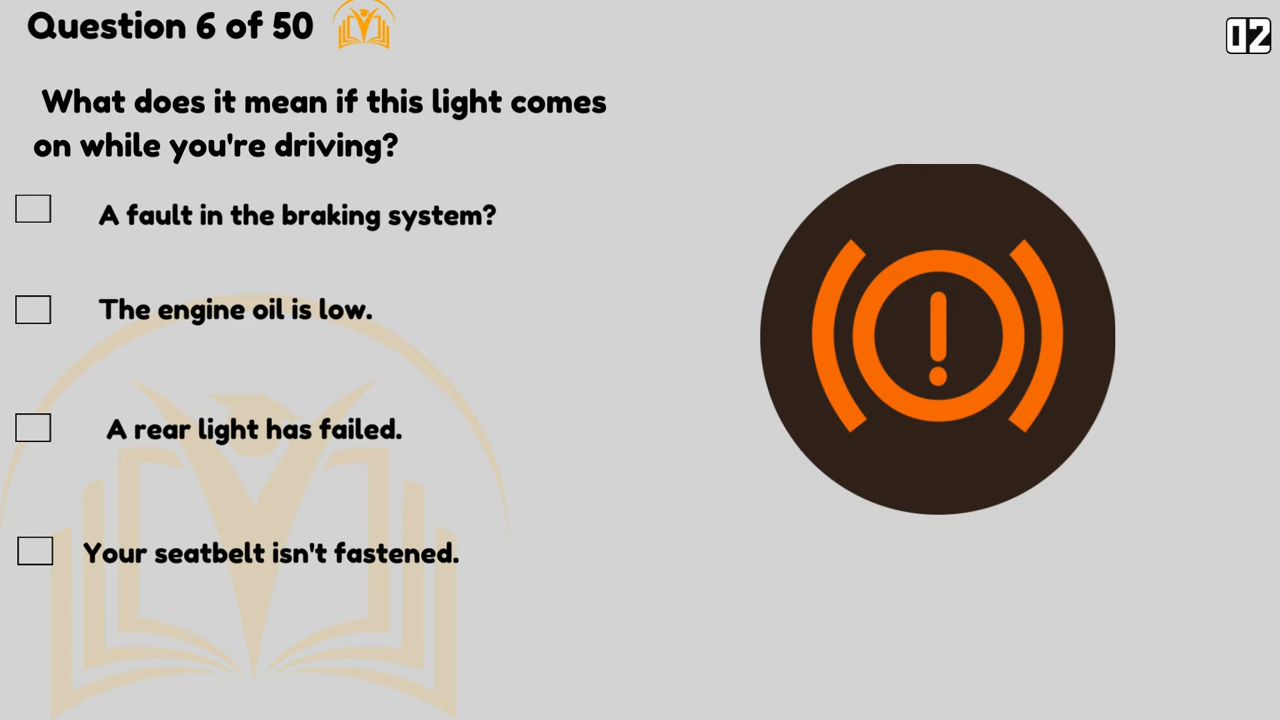 Question 6 of 50
02
What does it mean if this light comes
on while you're driving?
A fault in the braking system?
The engine oil is low.
A rear light has failed.
Your seatbelt isn't fastened.
!